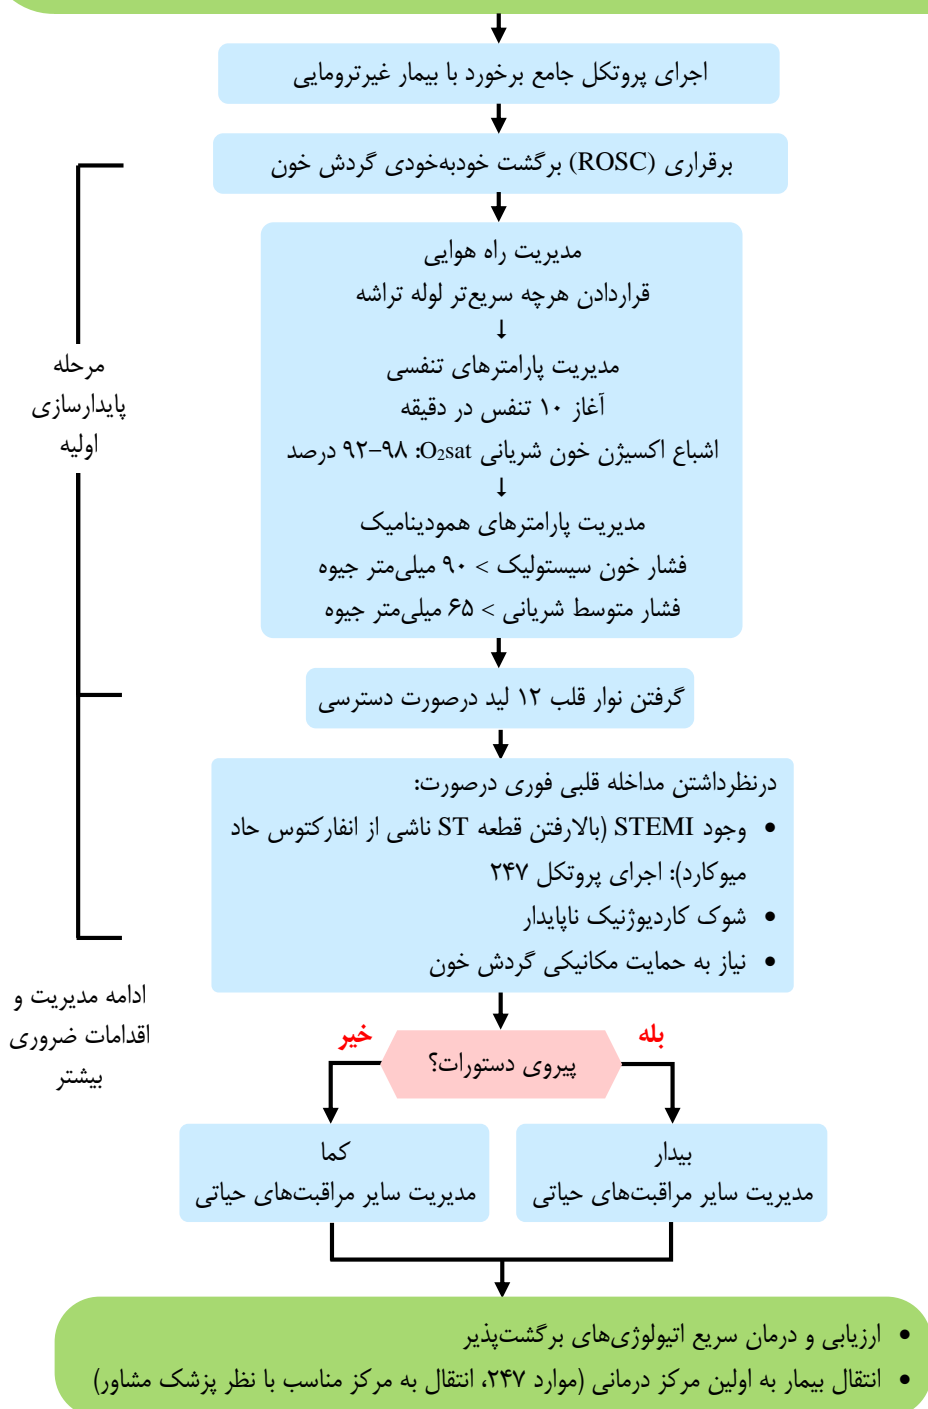 اجرای پروتکل جامع برخورد با بیمار غیرترومایی
برقراری (ROSC) برگشت خودبه‌خودی گردش خون
مدیریت راه هوایی
قراردادن هرچه سریع‌تر لوله تراشه
↓
مدیریت پارامترهای تنفسی
آغاز ۱۰ تنفس در دقیقه
اشباع اکسیژن خون شریانی O₂sat: ۹۲–۹۸ درصد
↓
مدیریت پارامترهای همودینامیک
فشار خون سیستولیک > ۹۰ میلی‌متر جیوه
فشار متوسط شریانی > ۶۵ میلی‌متر جیوه
مرحله
پایدارسازی
اولیه
گرفتن نوار قلب ۱۲ لید درصورت دسترسی
درنظرداشتن مداخله قلبی فوری درصورت:
• وجود STEMI (بالارفتن قطعه ST ناشی از انفارکتوس حاد
میوکارد): اجرای پروتکل ۲۴۷
• شوک کاردیوژنیک ناپایدار
• نیاز به حمایت مکانیکی گردش خون
ادامه مدیریت و
اقدامات ضروری
بیشتر
پیروی دستورات؟
بله
خیر
بیدار
مدیریت سایر مراقبت‌های حیاتی
کما
مدیریت سایر مراقبت‌های حیاتی
• ارزیابی و درمان سریع اتیولوژی‌های برگشت‌پذیر
• انتقال بیمار به اولین مرکز درمانی (موارد ۲۴۷، انتقال به مرکز مناسب با نظر پزشک مشاور)